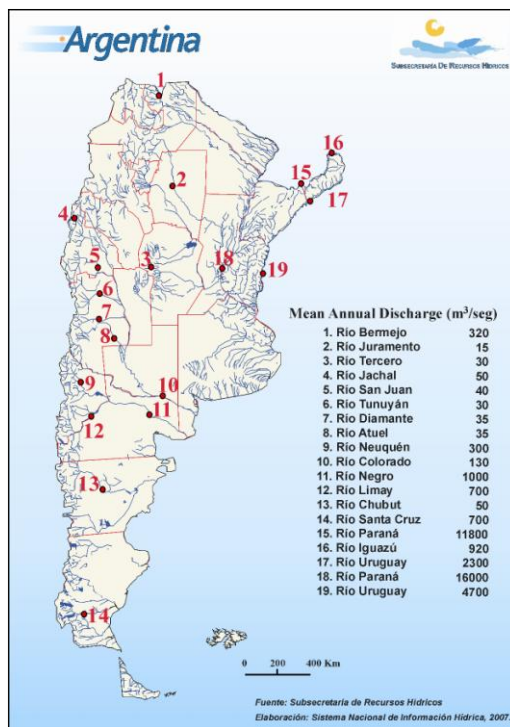 Argentina
SUBSECRETARÍA DE RECURSOS HÍDRICOS
1
16
15
2
17
4
5
3
18
19
6
7
8
9
10
11
12
13
14
Mean Annual Discharge (m³/seg)
1. Río Bermejo 320
2. Río Juramento 15
3. Río Tercero 30
4. Río Jachal 50
5. Río San Juan 40
6. Río Tunuyán 30
7. Río Diamante 35
8. Río Atuel 35
9. Río Neuquén 300
10. Río Colorado 130
11. Río Negro 1000
12. Río Limay 700
13. Río Chubut 50
14. Río Santa Cruz 700
15. Río Paraná 11800
16. Río Iguazú 920
17. Río Uruguay 2300
18. Río Paraná 16000
19. Río Uruguay 4700
0 200 400 Km
Fuente: Subsecretaría de Recursos Hídricos
Elaboración: Sistema Nacional de Información Hídrica, 2007.